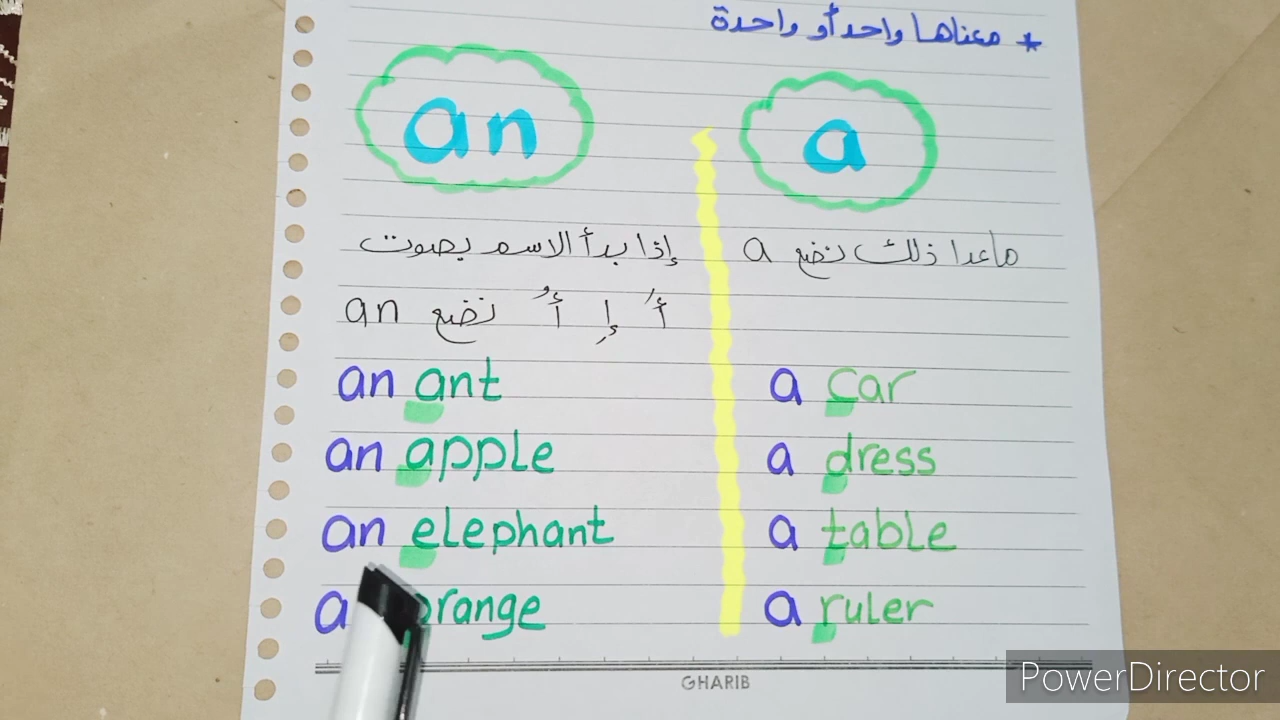 * معناها واحد أو واحدة
an
a
إذا بدأ الاسم بصوت
أَ إِ أُ نضع an
ماعدا ذلك نضع a
an ant
an apple
an elephant
a
a car
a dress
a table
a ruler
GHARIB
PowerDirector